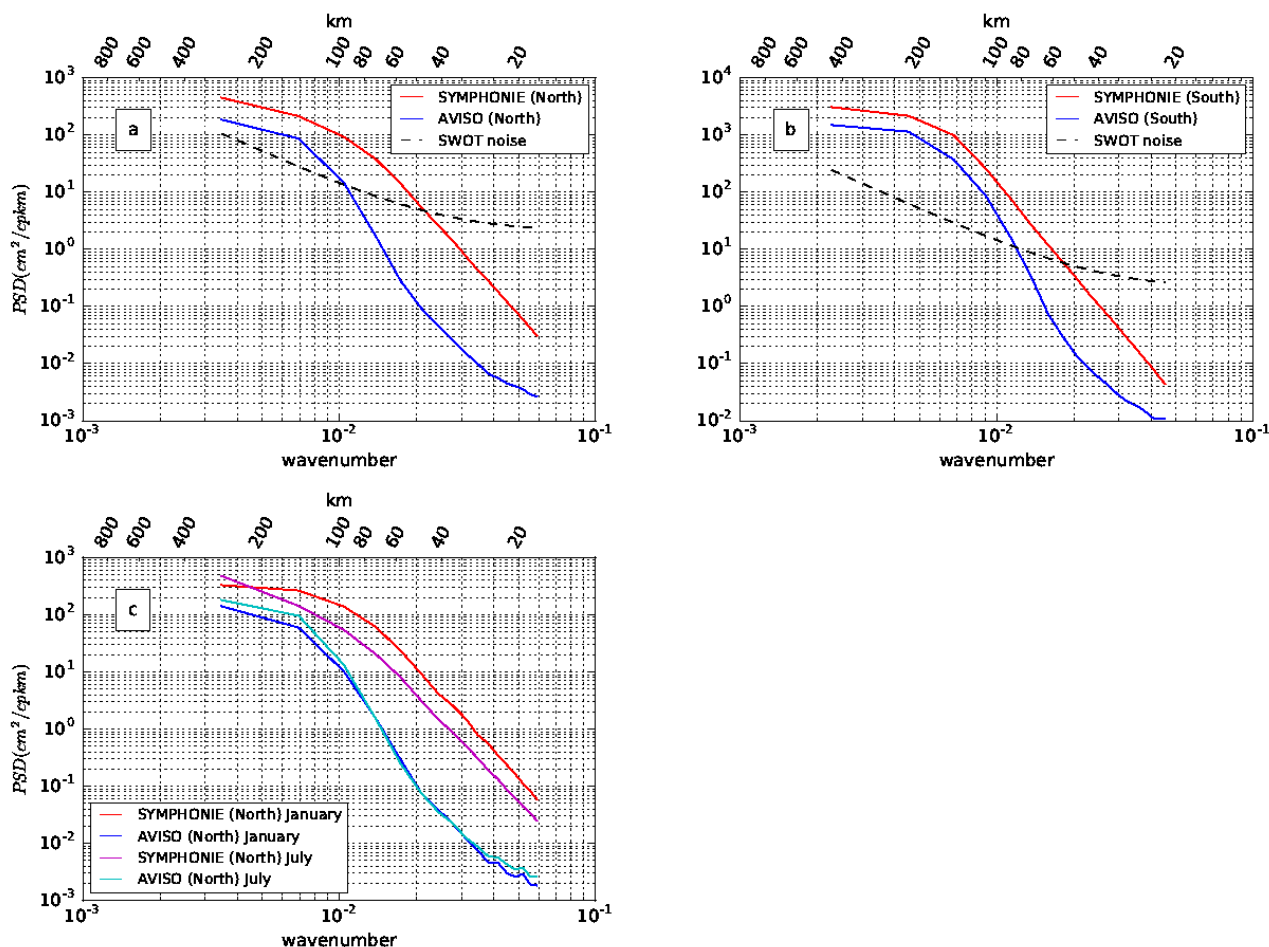 km
800 600 400 200 100 80 60 40 20
10³
10²
10¹
10⁰
10⁻¹
10⁻²
10⁻³
PSD(cm²/cpkm)
a
SYMPHONIE (North)
AVISO (North)
SWOT noise
10⁻³ 10⁻² 10⁻¹
wavenumber
km
800 600 400 200 100 80 60 40 20
10⁴
10³
10²
10¹
10⁰
10⁻¹
10⁻²
b
SYMPHONIE (South)
AVISO (South)
SWOT noise
10⁻³ 10⁻² 10⁻¹
wavenumber
km
800 600 400 200 100 80 60 40 20
10³
10²
10¹
10⁰
10⁻¹
10⁻²
10⁻³
PSD(cm²/cpkm)
c
SYMPHONIE (North) January
AVISO (North) January
SYMPHONIE (North) July
AVISO (North) July
10⁻³ 10⁻² 10⁻¹
wavenumber